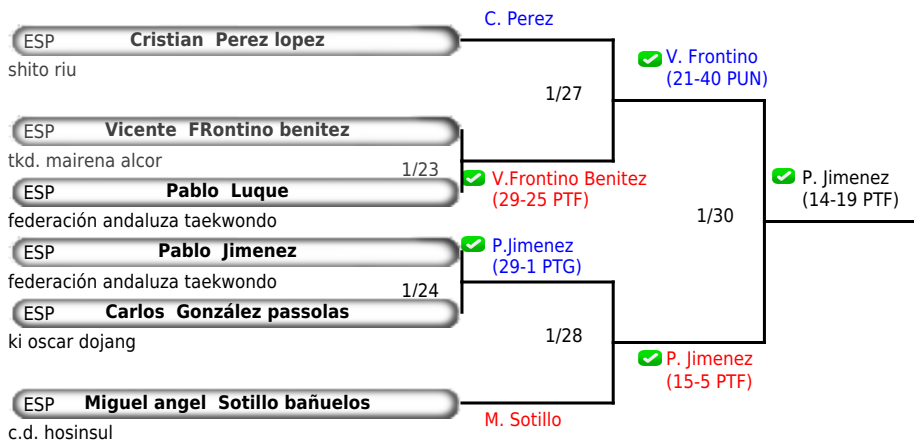 C. Perez
ESP Cristian Perez lopez
shito riu
V. Frontino
(21-40 PUN)
1/27
ESP Vicente FRontino benitez
tkd. mairena alcor
1/23
V.Frontino Benitez
(29-25 PTF)
ESP Pablo Luque
federación andaluza taekwondo
P. Jimenez
(14-19 PTF)
1/30
ESP Pablo Jimenez
federación andaluza taekwondo
P.Jimenez
(29-1 PTG)
1/24
ESP Carlos González passolas
ki oscar dojang
1/28
P. Jimenez
(15-5 PTF)
ESP Miguel angel Sotillo bañuelos
c.d. hosinsul
M. Sotillo